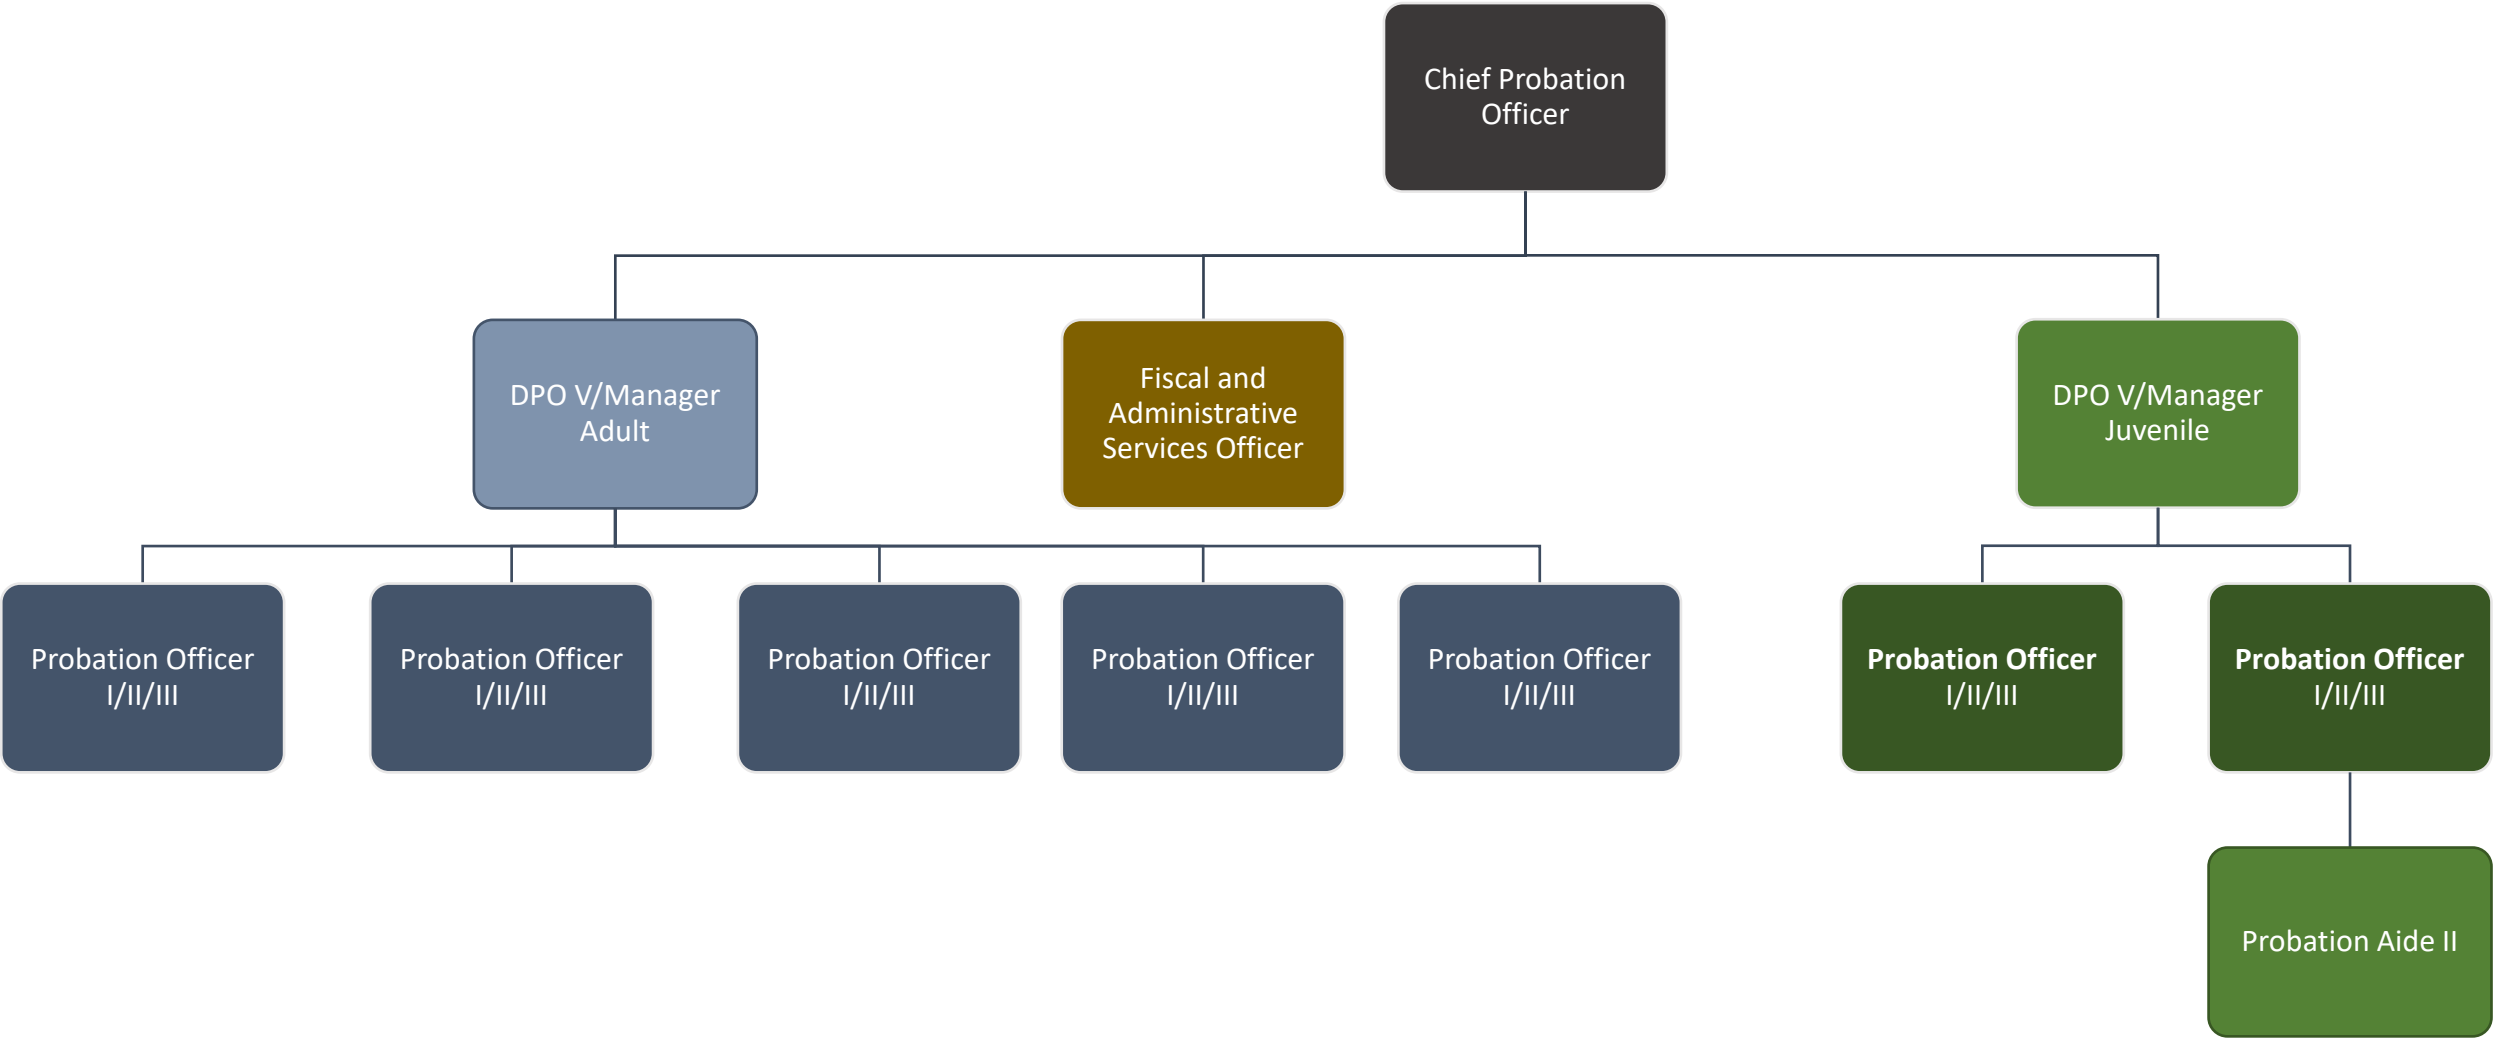 Chief Probation
Officer
DPO V/Manager
Adult
Fiscal and
Administrative
Services Officer
DPO V/Manager
Juvenile
Probation Officer
I/II/III
Probation Officer
I/II/III
Probation Officer
I/II/III
Probation Officer
I/II/III
Probation Officer
I/II/III
Probation Officer
I/II/III
Probation Officer
I/II/III
Probation Aide II